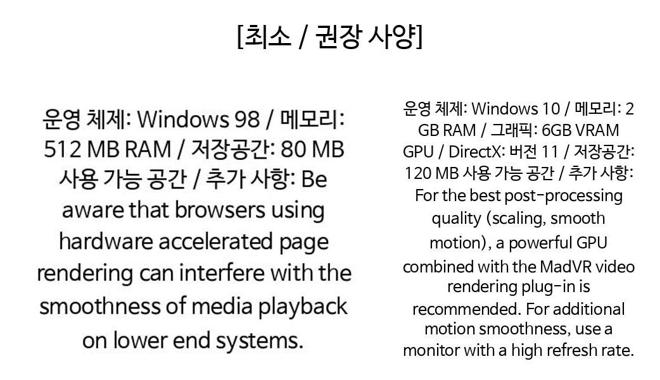 [최소 / 권장 사양]
운영 체제: Windows 98 / 메모리:
512 MB RAM / 저장공간: 80 MB
사용 가능 공간 / 추가 사항: Be
aware that browsers using
hardware accelerated page
rendering can interfere with the
smoothness of media playback
on lower end systems.
운영 체제: Windows 10 / 메모리: 2
GB RAM / 그래픽: 6GB VRAM
GPU / DirectX: 버전 11 / 저장공간:
120 MB 사용 가능 공간 / 추가 사항:
For the best post-processing
quality (scaling, smooth
motion), a powerful GPU
combined with the MadVR video
rendering plug-in is
recommended. For additional
motion smoothness, use a
monitor with a high refresh rate.